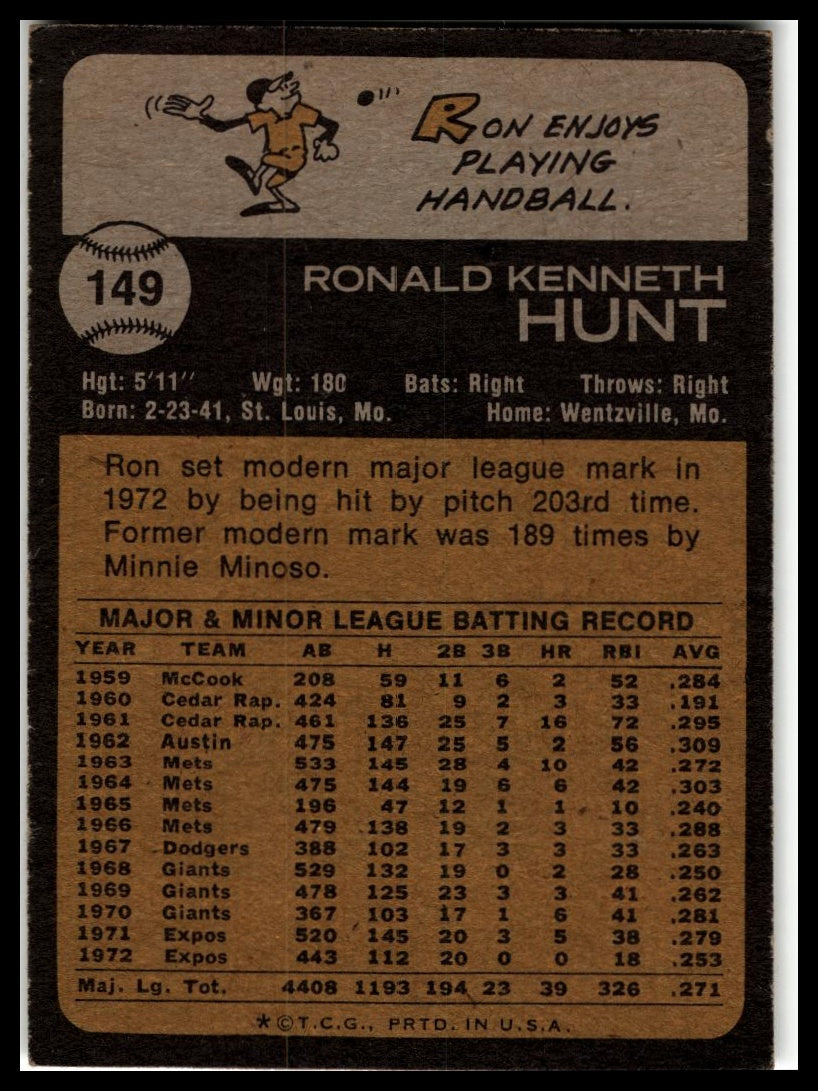 RON ENJOYS
PLAYING
HANDBALL.
149
RONALD KENNETH
HUNT
Hgt: 5'11" Wgt: 180 Bats: Right Throws: Right
Born: 2-23-41, St. Louis, Mo. Home: Wentzville, Mo.
Ron set modern major league mark in
1972 by being hit by pitch 203rd time.
Former modern mark was 189 times by
Minnie Minoso.
MAJOR & MINOR LEAGUE BATTING RECORD
YEAR TEAM AB H 2B 3B HR RBI AVG
1959 McCook 208 59 11 6 2 52 .284
1960 Cedar Rap. 424 81 9 2 3 33 .191
1961 Cedar Rap. 461 136 25 7 16 72 .295
1962 Austin 475 147 25 5 2 56 .309
1963 Mets 533 145 28 4 10 42 .272
1964 Mets 475 144 19 6 6 42 .303
1965 Mets 196 47 12 1 1 10 .240
1966 Mets 479 138 19 2 3 33 .288
1967 Dodgers 388 102 17 3 3 33 .263
1968 Giants 529 132 19 0 2 28 .250
1969 Giants 478 125 23 3 3 41 .262
1970 Giants 367 103 17 1 6 41 .281
1971 Expos 520 145 20 3 5 38 .279
1972 Expos 443 112 20 0 0 18 .253
Maj. Lg. Tot. 4408 1193 194 23 39 326 .271
*©T.C.G., PRTD. IN U.S.A.